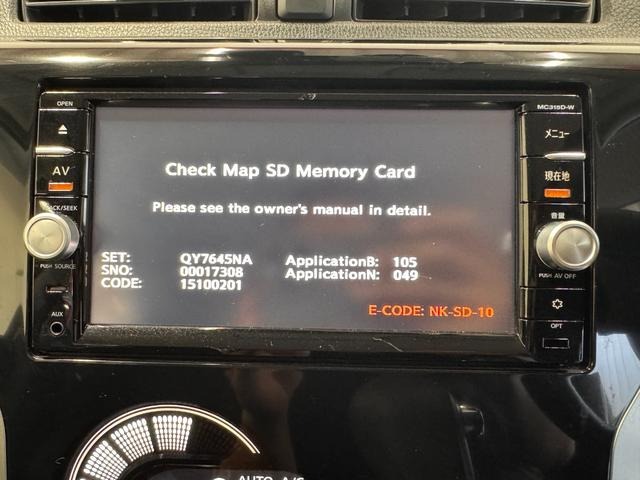 OPEN
MC315D-W
メニュー
AV
現在地
音量
PUSH SOURCE
PUSH AV OFF
AUX
OPT
Check Map SD Memory Card
Please see the owner's manual in detail.
SET: QY7645NA ApplicationB: 105
SNO: 00017308 ApplicationN: 049
CODE: 15100201
E-CODE: NK-SD-10
AUTO A/C